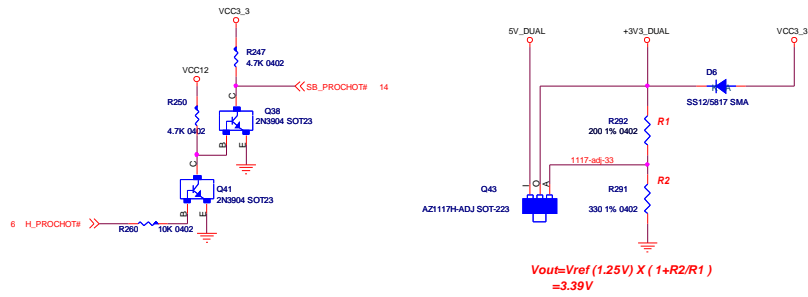 VCC3_3
R247
4.7K 0402
VCC12
SB_PROCHOT# 14
R250
4.7K 0402
C
Q38
2N3904 SOT23
B
E
C
Q41
2N3904 SOT23
B
E
6 H_PROCHOT#
R260
10K 0402
5V_DUAL
+3V3_DUAL
VCC3_3
D6
SS12/5817 SMA
R292
R1
200 1% 0402
1117-adj-33
I
O
A
Q43
AZ1117H-ADJ SOT-223
R291
R2
330 1% 0402
Vout=Vref (1.25V) X ( 1+R2/R1 )
=3.39V